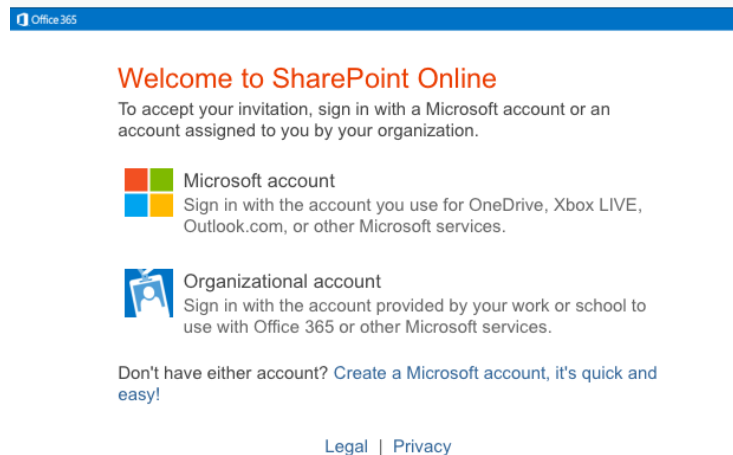 Office 365
Welcome to SharePoint Online
To accept your invitation, sign in with a Microsoft account or an
account assigned to you by your organization.
Microsoft account
Sign in with the account you use for OneDrive, Xbox LIVE,
Outlook.com, or other Microsoft services.
Organizational account
Sign in with the account provided by your work or school to
use with Office 365 or other Microsoft services.
Don't have either account? Create a Microsoft account, it's quick and
easy!
Legal | Privacy